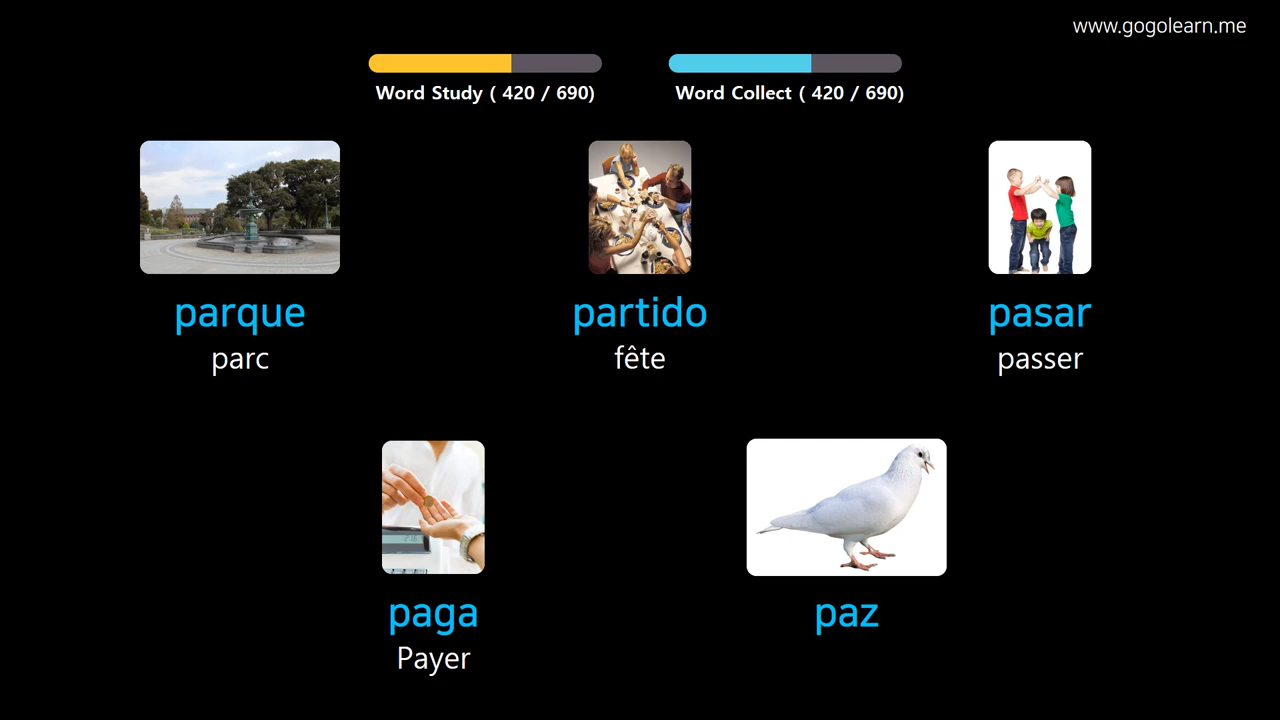 www.gogolearn.me
Word Study ( 420 / 690)
Word Collect ( 420 / 690)
parque
partido
pasar
parc
fête
passer
paga
paz
Payer